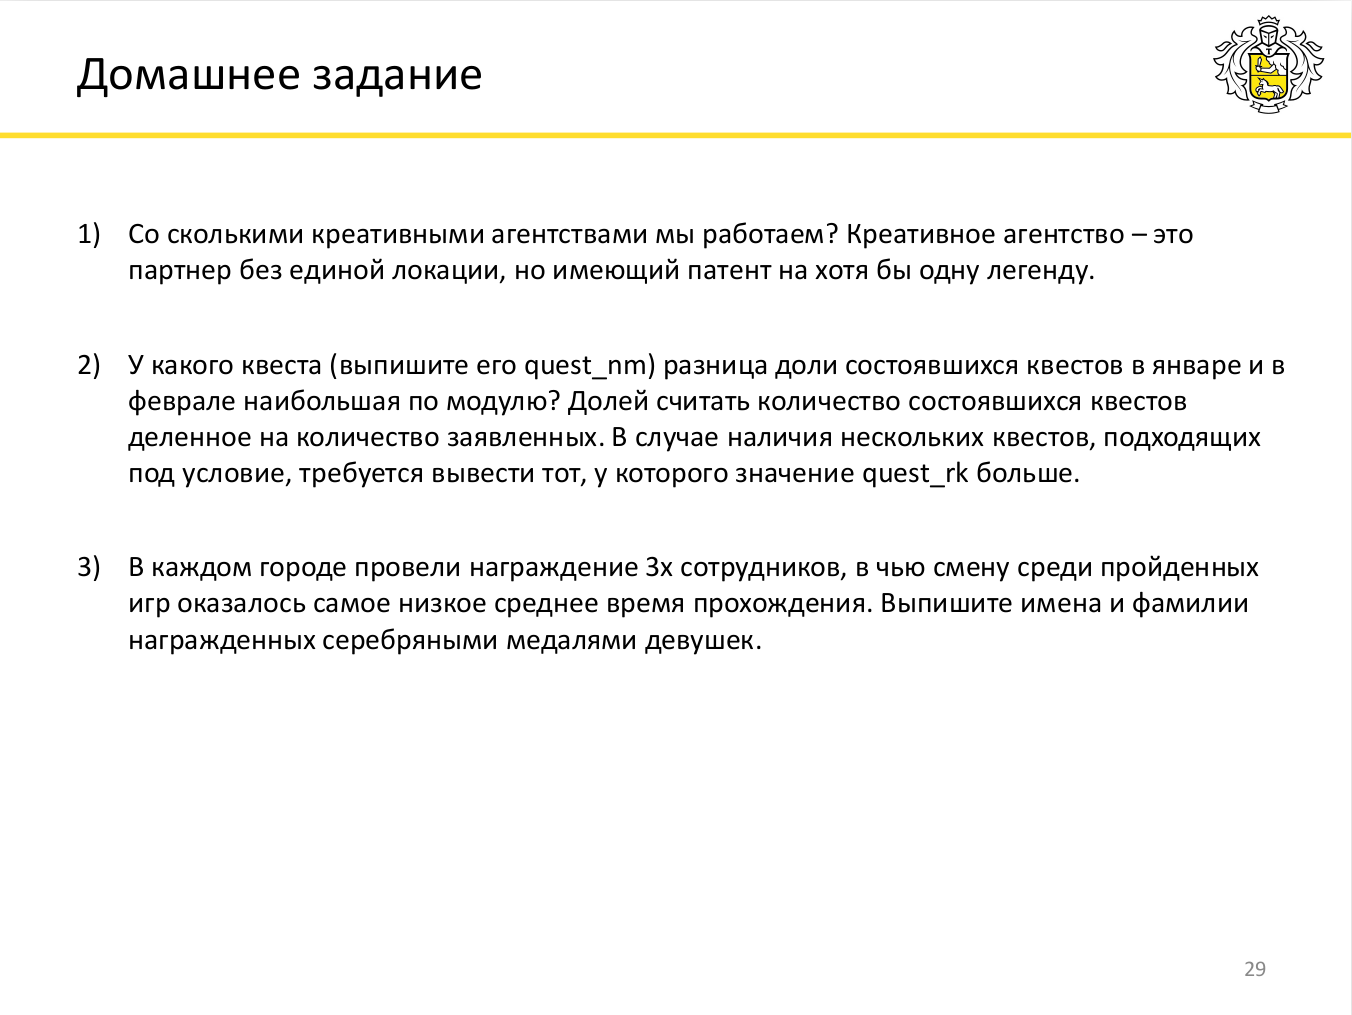 Домашнее задание
1) Со сколькими креативными агентствами мы работаем? Креативное агентство – это
партнер без единой локации, но имеющий патент на хотя бы одну легенду.
2) У какого квеста (выпишите его quest_nm) разница доли состоявшихся квестов в январе и в
феврале наибольшая по модулю? Долей считать количество состоявшихся квестов
деленное на количество заявленных. В случае наличия нескольких квестов, подходящих
под условие, требуется вывести тот, у которого значение quest_rk больше.
3) В каждом городе провели награждение 3х сотрудников, в чью смену среди пройденных
игр оказалось самое низкое среднее время прохождения. Выпишите имена и фамилии
награжденных серебряными медалями девушек.
29